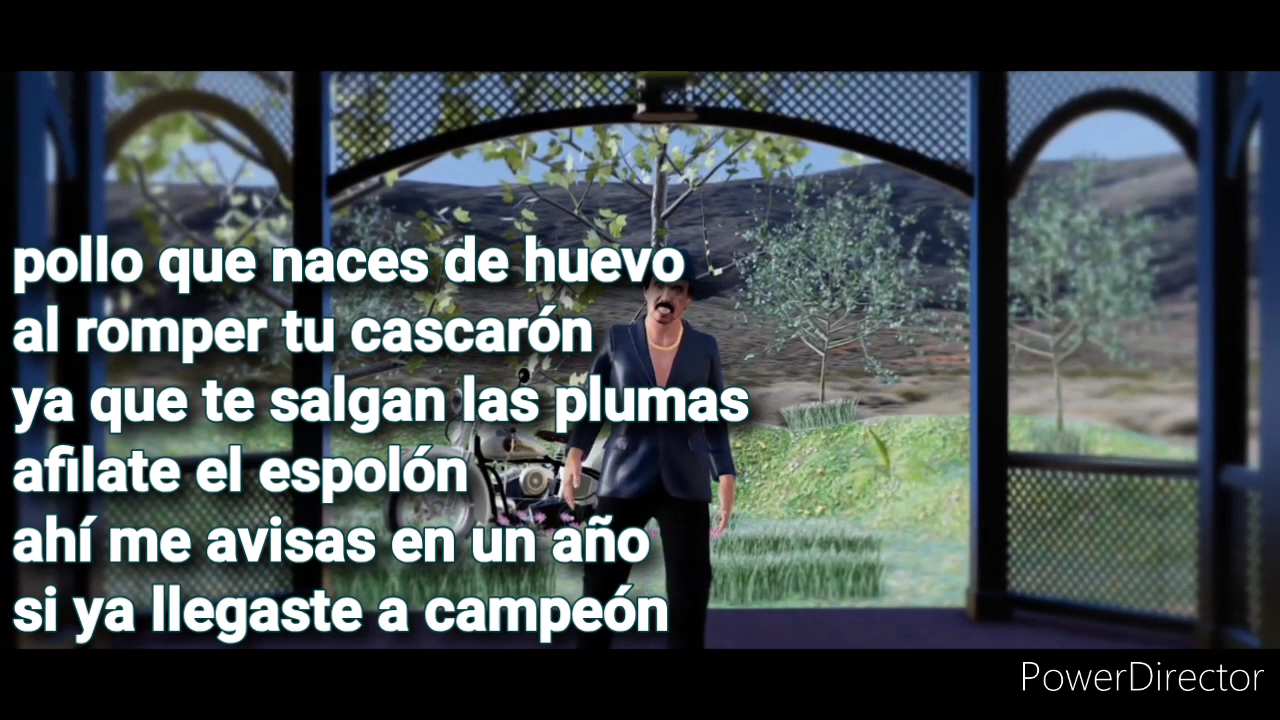 pollo que naces de huevo
al romper tu cascarón
ya que te salgan las plumas
afilate el espolón
ahí me avisas en un año
si ya llegaste a campeón
PowerDirector